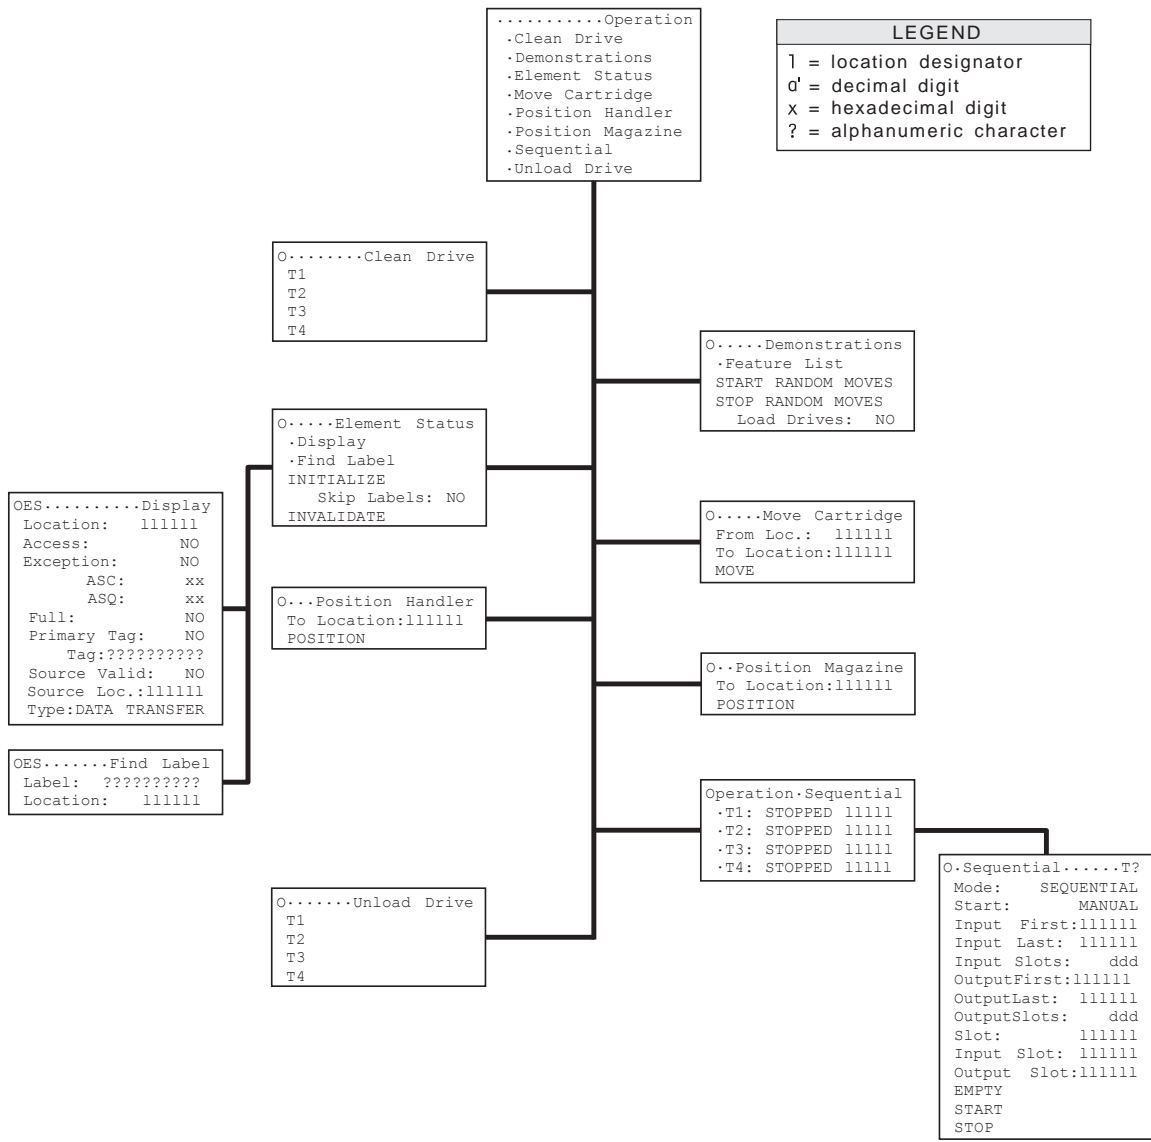 ···········Operation
·Clean Drive
·Demonstrations
·Element Status
·Move Cartridge
·Position Handler
·Position Magazine
·Sequential
·Unload Drive
LEGEND
l = location designator
d = decimal digit
x = hexadecimal digit
? = alphanumeric character
O········Clean Drive
T1
T2
T3
T4
O·····Demonstrations
·Feature List
START RANDOM MOVES
STOP RANDOM MOVES
Load Drives: NO
O·····Element Status
·Display
·Find Label
INITIALIZE
Skip Labels: NO
INVALIDATE
OES··········Display
Location: llllll
Access: NO
Exception: NO
ASC: xx
ASQ: xx
Full: NO
Primary Tag: NO
Tag:??????????
Source Valid: NO
Source Loc.:llllll
Type:DATA TRANSFER
O·····Move Cartridge
From Loc.: llllll
To Location:llllll
MOVE
O···Position Handler
To Location:llllll
POSITION
O··Position Magazine
To Location:llllll
POSITION
OES·······Find Label
Label: ??????????
Location: llllll
Operation·Sequential
·T1: STOPPED lllll
·T2: STOPPED lllll
·T3: STOPPED lllll
·T4: STOPPED lllll
O·Sequential······T?
Mode: SEQUENTIAL
Start: MANUAL
Input First:llllll
Input Last: llllll
Input Slots: ddd
OutputFirst:llllll
OutputLast: llllll
OutputSlots: ddd
Slot: llllll
Input Slot: llllll
Output Slot:llllll
EMPTY
START
STOP
O·······Unload Drive
T1
T2
T3
T4